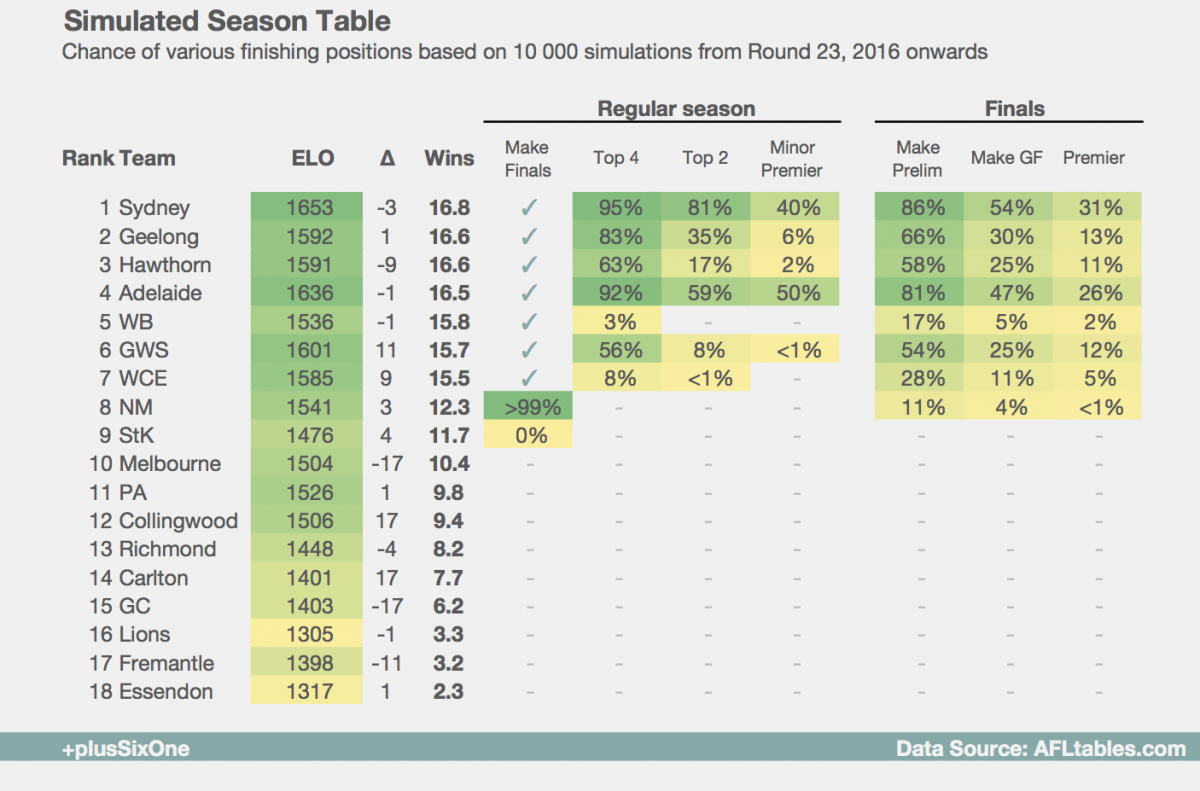 Simulated Season Table
Chance of various finishing positions based on 10 000 simulations from Round 23, 2016 onwards
Regular season Finals
Rank Team ELO Δ Wins Make Finals Top 4 Top 2 Minor Premier Make Prelim Make GF Premier
1 Sydney 1653 -3 16.8 ✓ 95% 81% 40% 86% 54% 31%
2 Geelong 1592 1 16.6 ✓ 83% 35% 6% 66% 30% 13%
3 Hawthorn 1591 -9 16.6 ✓ 63% 17% 2% 58% 25% 11%
4 Adelaide 1636 -1 16.5 ✓ 92% 59% 50% 81% 47% 26%
5 WB 1536 -1 15.8 ✓ 3% - - 17% 5% 2%
6 GWS 1601 11 15.7 ✓ 56% 8% <1% 54% 25% 12%
7 WCE 1585 9 15.5 ✓ 8% <1% - 28% 11% 5%
8 NM 1541 3 12.3 >99% - - - 11% 4% <1%
9 StK 1476 4 11.7 0% - - - - - -
10 Melbourne 1504 -17 10.4 - - - - - - -
11 PA 1526 1 9.8 - - - - - - -
12 Collingwood 1506 17 9.4 - - - - - - -
13 Richmond 1448 -4 8.2 - - - - - - -
14 Carlton 1401 17 7.7 - - - - - - -
15 GC 1403 -17 6.2 - - - - - - -
16 Lions 1305 -1 3.3 - - - - - - -
17 Fremantle 1398 -11 3.2 - - - - - - -
18 Essendon 1317 1 2.3 - - - - - - -
+plusSixOne Data Source: AFLtables.com